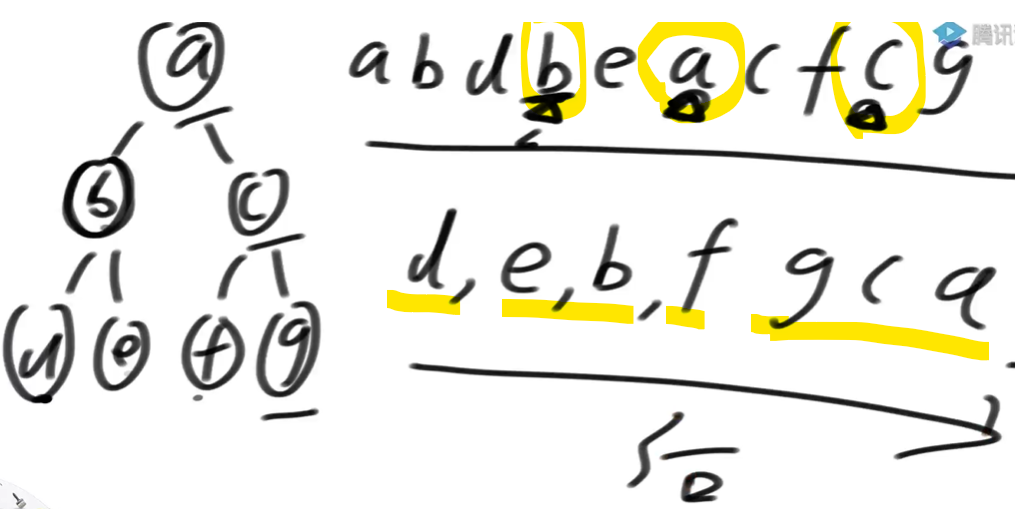 a
b c
d e f g
a b d b e a c f c g
d, e, b, f g c a
腾讯